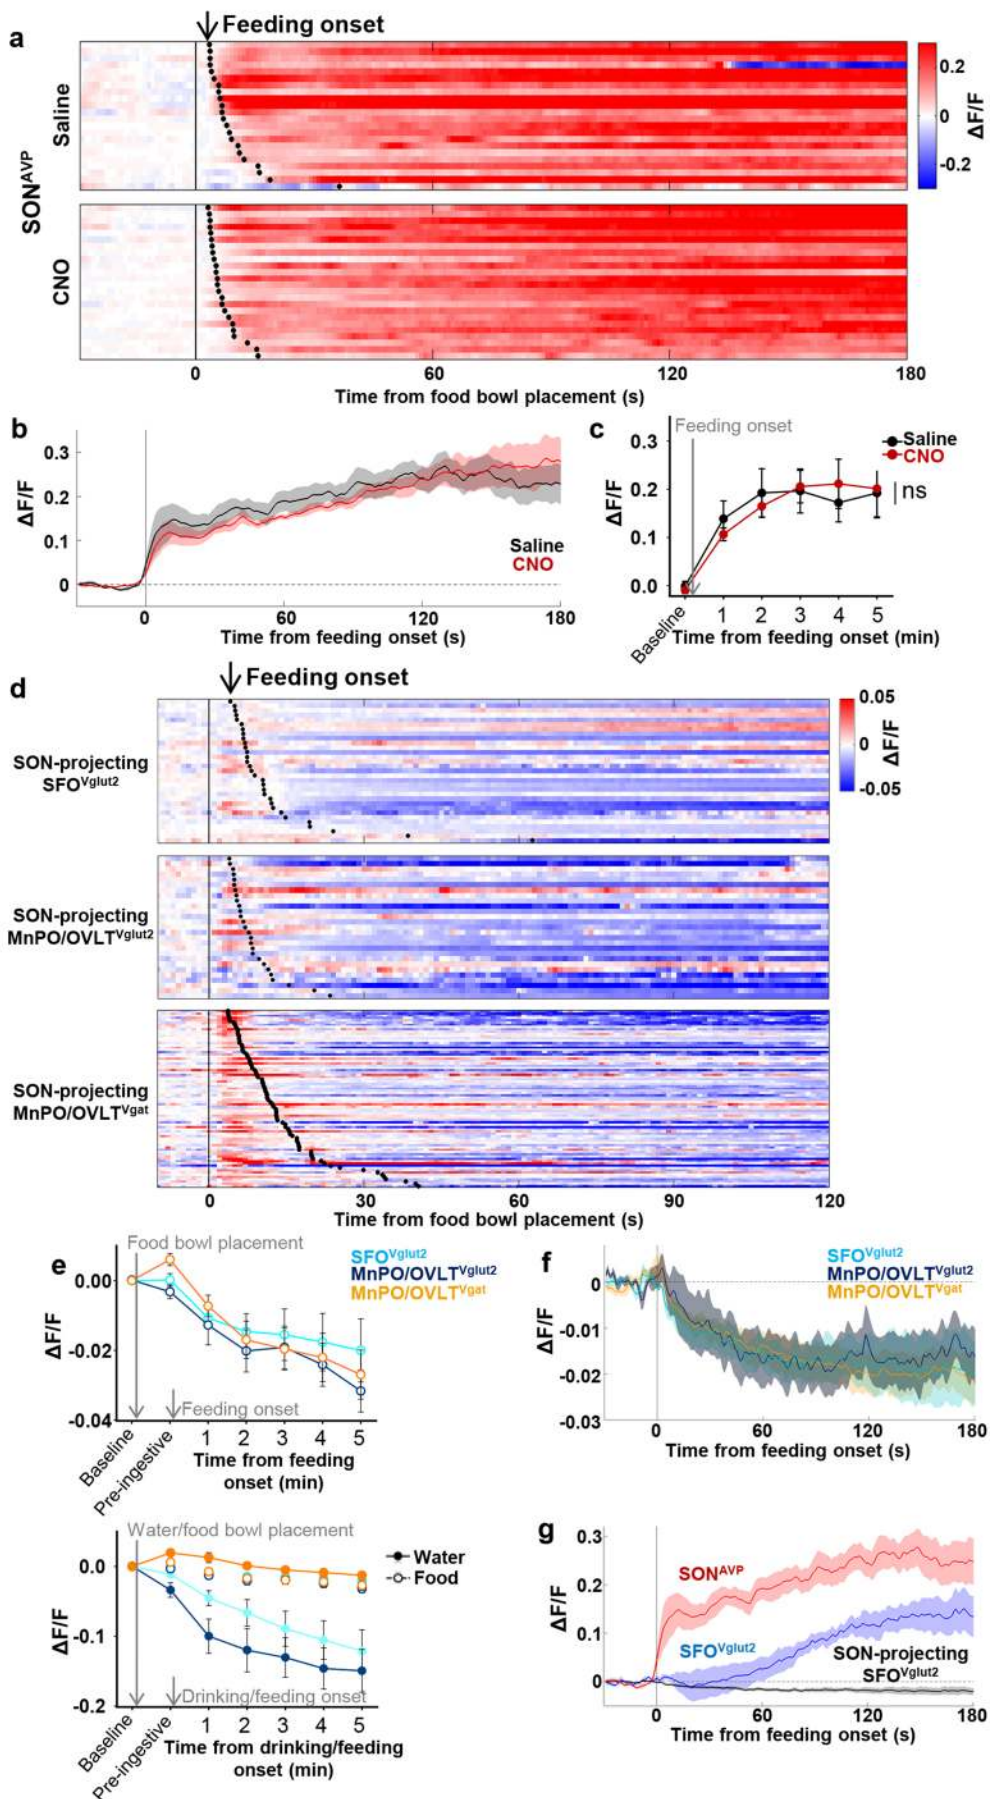 a
Feeding onset
SON^AVP
Saline
CNO
0.2
0
-0.2
ΔF/F
0 60 120 180
Time from food bowl placement (s)
b
0.3
0.2
0.1
0
ΔF/F
Saline
CNO
0 60 120 180
Time from feeding onset (s)
c
Feeding onset
0.3
0.2
0.1
0.0
ΔF/F
Saline
CNO
ns
Baseline 1 2 3 4 5
Time from feeding onset (min)
d
Feeding onset
0.05
0
-0.05
ΔF/F
SON-projecting
SFO^Vglut2
SON-projecting
MnPO/OVLT^Vglut2
SON-projecting
MnPO/OVLT^Vgat
0 30 60 90 120
Time from food bowl placement (s)
e
Food bowl placement
SFO^Vglut2
MnPO/OVLT^Vglut2
MnPO/OVLT^Vgat
0.00
-0.02
-0.04
ΔF/F
Feeding onset
Baseline Pre-ingestive 1 2 3 4 5
Time from feeding
onset (min)
Water/food bowl placement
Water
Food
0.0
-0.1
-0.2
ΔF/F
Drinking/feeding onset
Baseline Pre-ingestive 1 2 3 4 5
Time from drinking/feeding
onset (min)
f
SFO^Vglut2
MnPO/OVLT^Vglut2
MnPO/OVLT^Vgat
0
-0.01
-0.02
-0.03
ΔF/F
0 60 120 180
Time from feeding onset (s)
g
0.3
0.2
0.1
0
ΔF/F
SON^AVP
SFO^Vglut2
SON-projecting
SFO^Vglut2
0 60 120 180
Time from feeding onset (s)